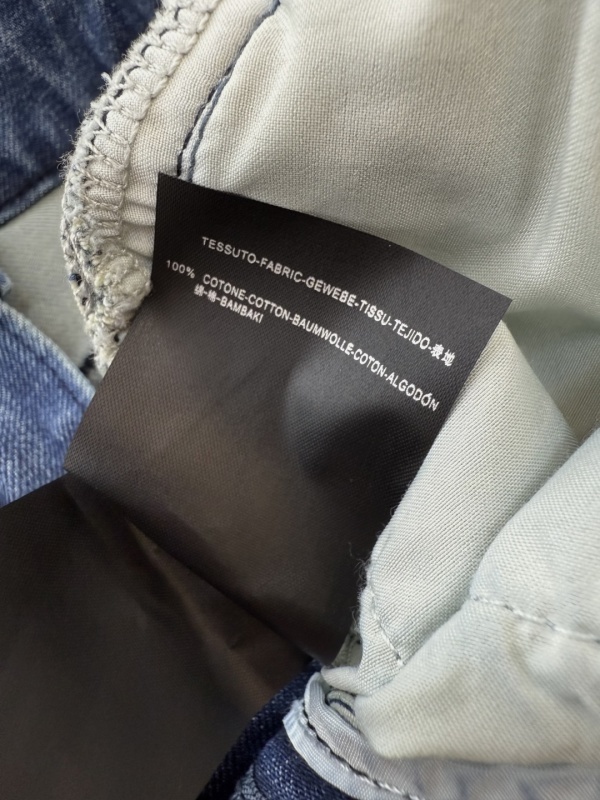 TESSUTO-FABRIC-GEWEBE-TISSU-TEJIDO-表地
100% COTONE-COTTON-BAUMWOLLE-COTON-ALGODÓN
綿-棉-BAMBAKI